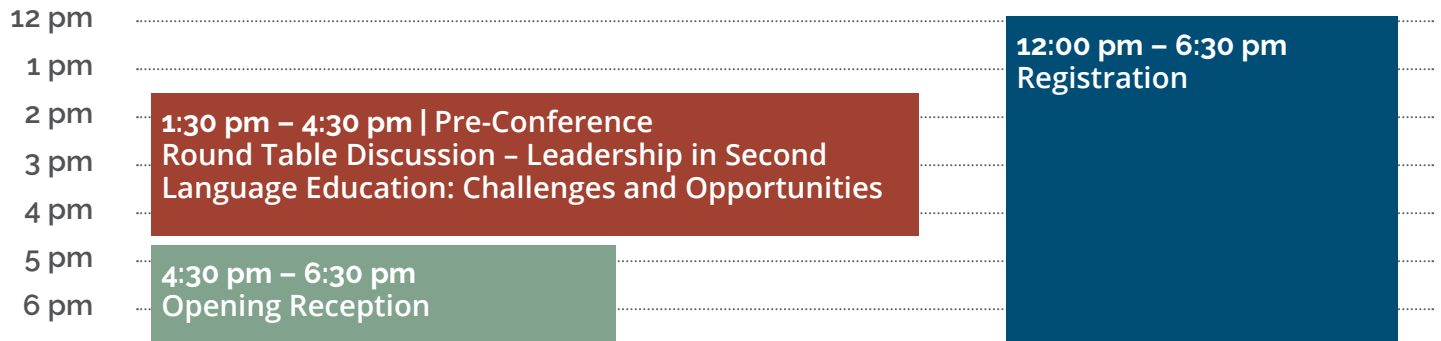 12 pm
1 pm
2 pm
3 pm
4 pm
5 pm
6 pm
1:30 pm – 4:30 pm | Pre-Conference
Round Table Discussion – Leadership in Second
Language Education: Challenges and Opportunities
4:30 pm – 6:30 pm
Opening Reception
12:00 pm – 6:30 pm
Registration